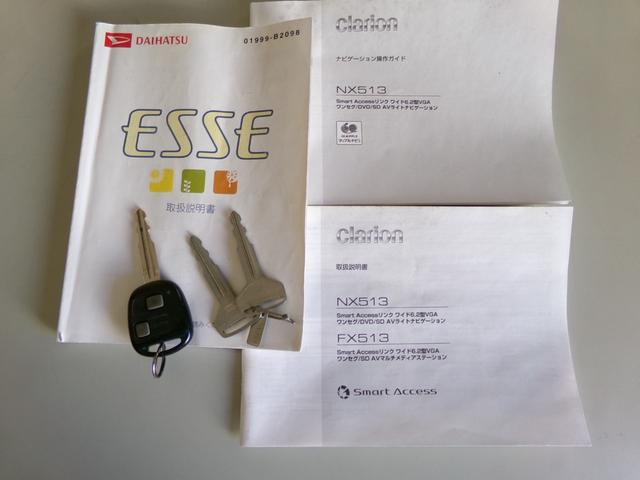 DAIHATSU
01999-B2098
ESSE
取扱説明書
clarion
ナビゲーション操作ガイド
NX513
Smart Accessリンク ワイド6.2型VGA
ワンセグ/DVD/SD AVライトナビゲーション
clarion
取扱説明書
NX513
Smart Accessリンク ワイド6.2型VGA
ワンセグ/DVD/SD AVライトナビゲーション
FX513
Smart Accessリンク ワイド6.2型VGA
ワンセグ/SD AVマルチメディアステーション
Smart Access